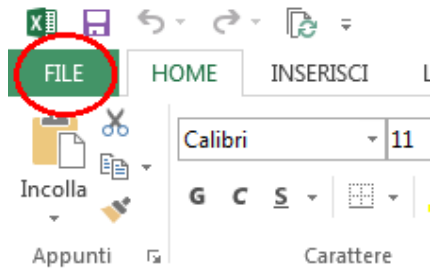 FILE HOME INSERISCI
Calibri 11
Incolla
G C S
Appunti Carattere